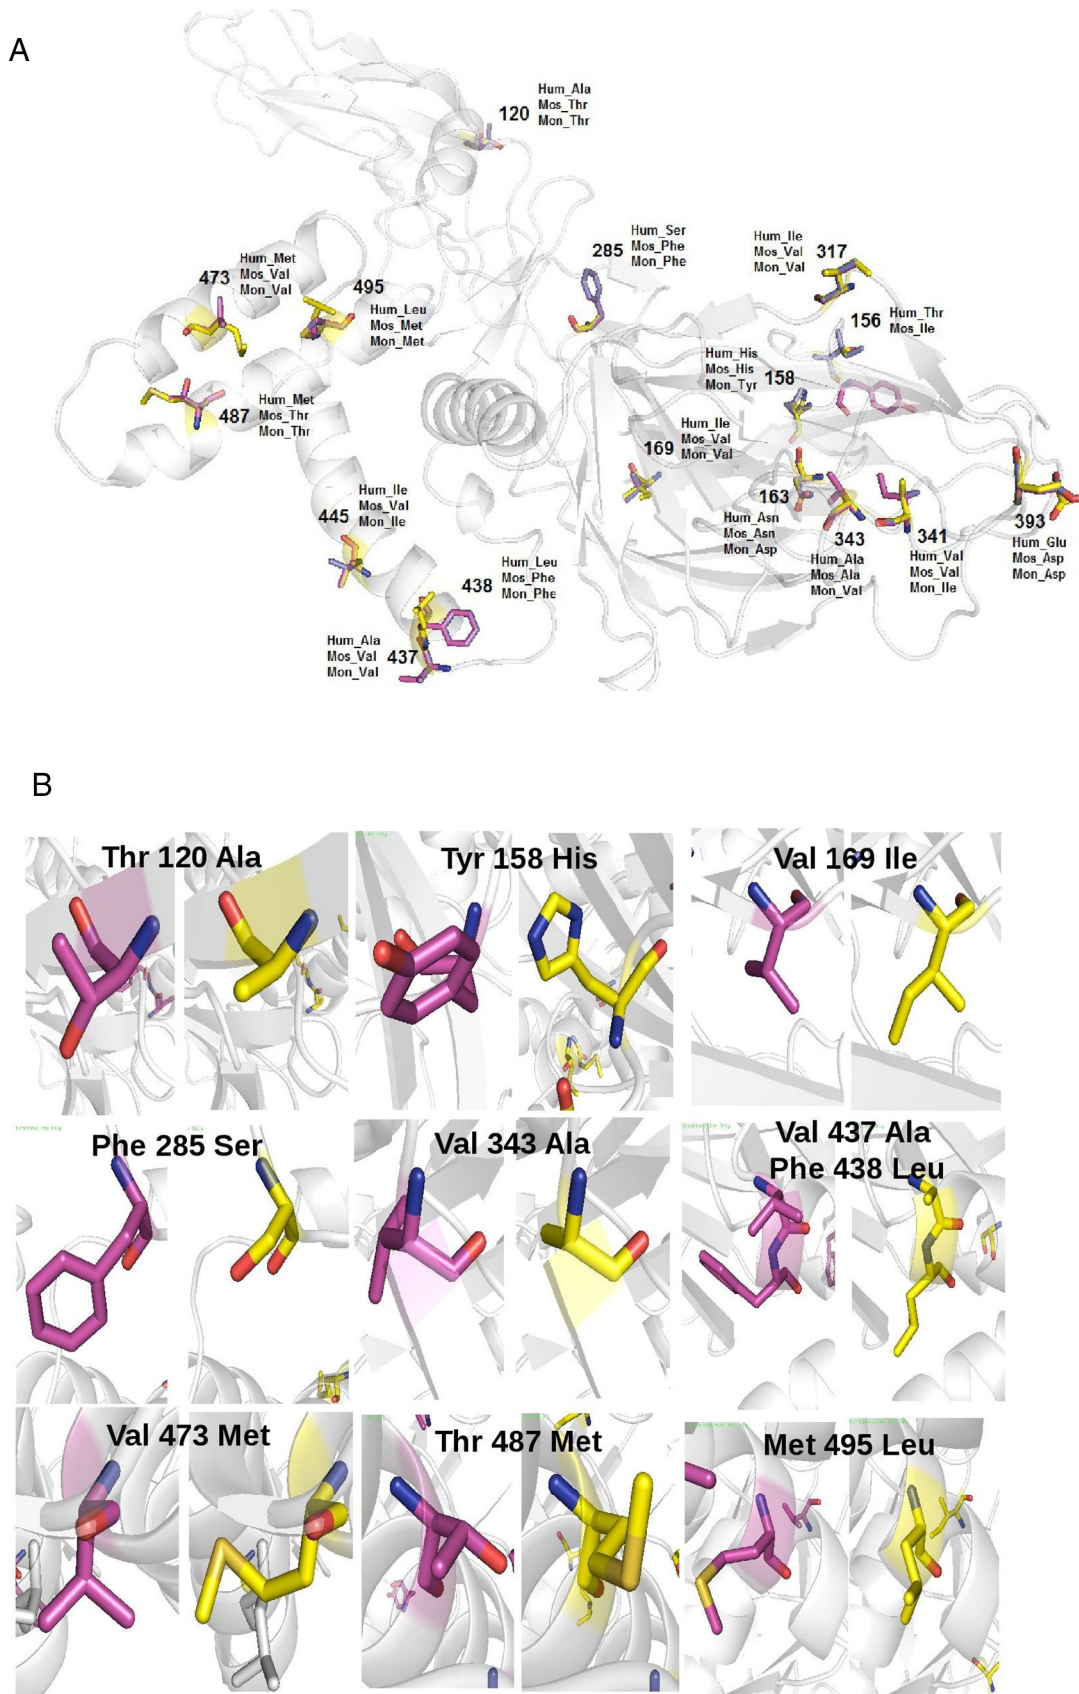 A
120
Hum_Ala
Mos_Thr
Mon_Thr
285
Hum_Ser
Mos_Phe
Mon_Phe
Hum_Ile
Mos_Val
Mon_Val
317
473
Hum_Met
Mos_Val
Mon_Val
495
Hum_Leu
Mos_Met
Mon_Met
156
Hum_Thr
Mos_Ile
Hum_His
Mos_His
Mon_Tyr
158
487
Hum_Met
Mos_Thr
Mon_Thr
169
Hum_Ile
Mos_Val
Mon_Val
163
Hum_Asn
Mos_Asn
Mon_Asp
343
Hum_Ala
Mos_Ala
Mon_Val
341
Hum_Val
Mos_Val
Mon_Ile
393
Hum_Glu
Mos_Asp
Mon_Asp
Hum_Ile
Mos_Val
Mon_Ile
445
438
Hum_Leu
Mos_Phe
Mon_Phe
Hum_Ala
Mos_Val
Mon_Val
437
B
Thr 120 Ala
Tyr 158 His
Val 169 Ile
Phe 285 Ser
Val 343 Ala
Val 437 Ala
Phe 438 Leu
Val 473 Met
Thr 487 Met
Met 495 Leu